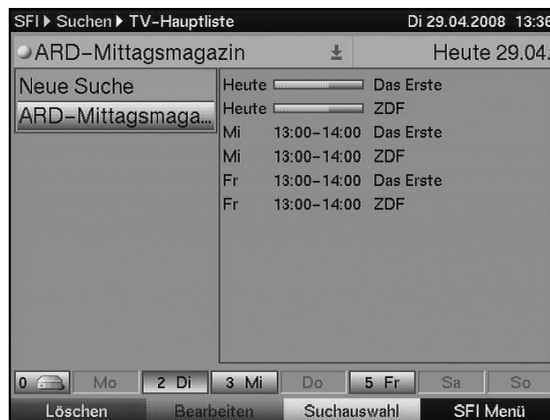 SFI Suchen TV-Hauptliste Di 29.04.2008 13:36
ARD-Mittagsmagazin Heute 29.04.
Neue Suche
ARD-Mittagsmaga...
Heute Das Erste
Heute ZDF
Mi 13:00-14:00 Das Erste
Mi 13:00-14:00 ZDF
Fr 13:00-14:00 Das Erste
Fr 13:00-14:00 ZDF
0 Mo 2 Di 3 Mi Do 5 Fr Sa So
Löschen Bearbeiten Suchauswahl SFI Menü